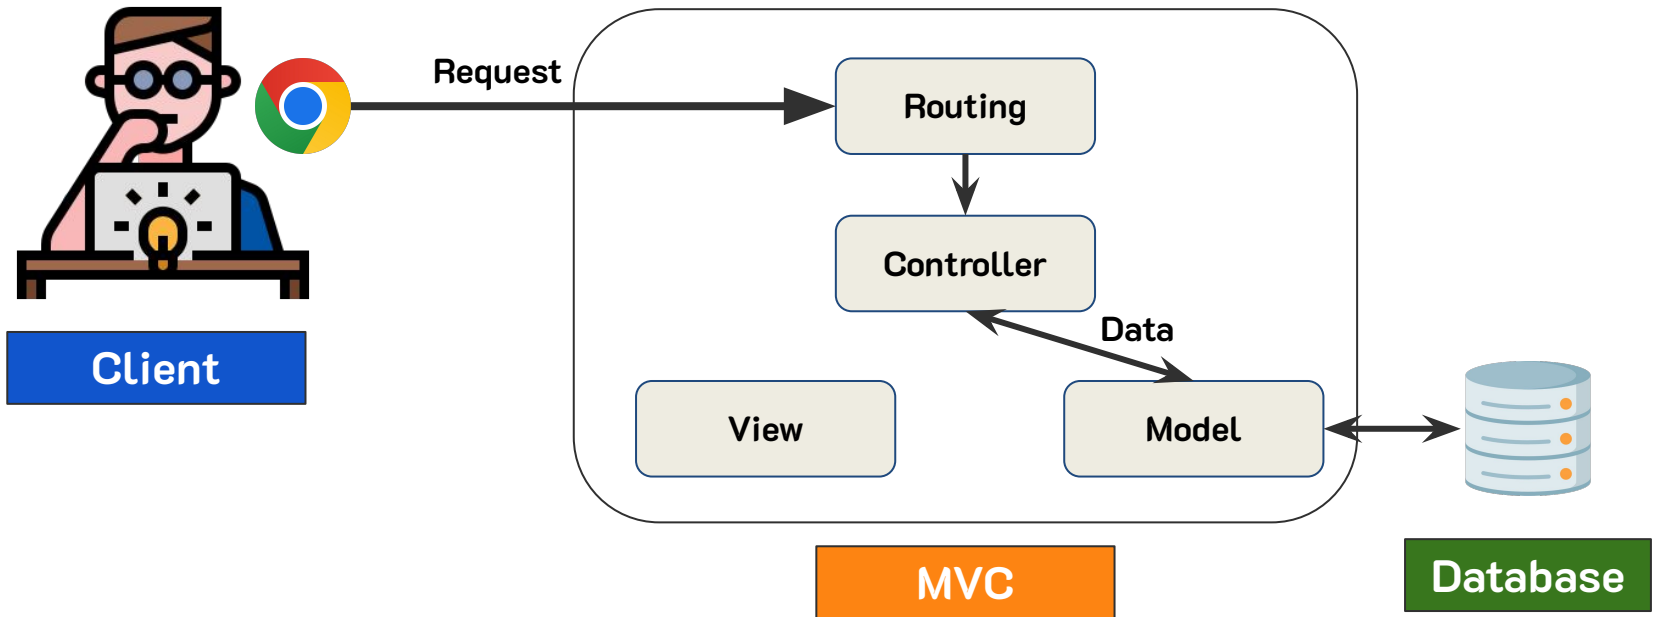 Request
Routing
Controller
Data
View
Model
Client
MVC
Database